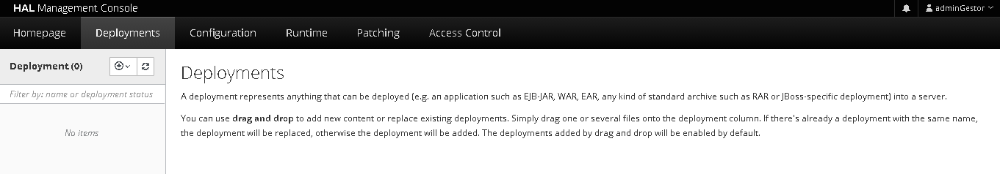 HAL Management Console
adminGestor
Homepage Deployments Configuration Runtime Patching Access Control
Deployment (0)
Filter by: name or deployment status
No items
Deployments
A deployment represents anything that can be deployed (e.g. an application such as EJB-JAR, WAR, EAR, any kind of standard archive such as RAR or JBoss-specific deployment) into a server.
You can use drag and drop to add new content or replace existing deployments. Simply drag one or several files onto the deployment column. If there's already a deployment with the same name,
the deployment will be replaced, otherwise the deployment will be added. The deployments added by drag and drop will be enabled by default.